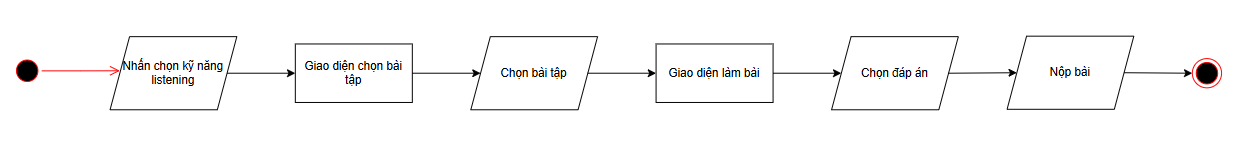 Nhấn chọn kỹ năng
listening
Giao diện chọn bài
tập
Chọn bài tập
Giao diện làm bài
Chọn đáp án
Nộp bài